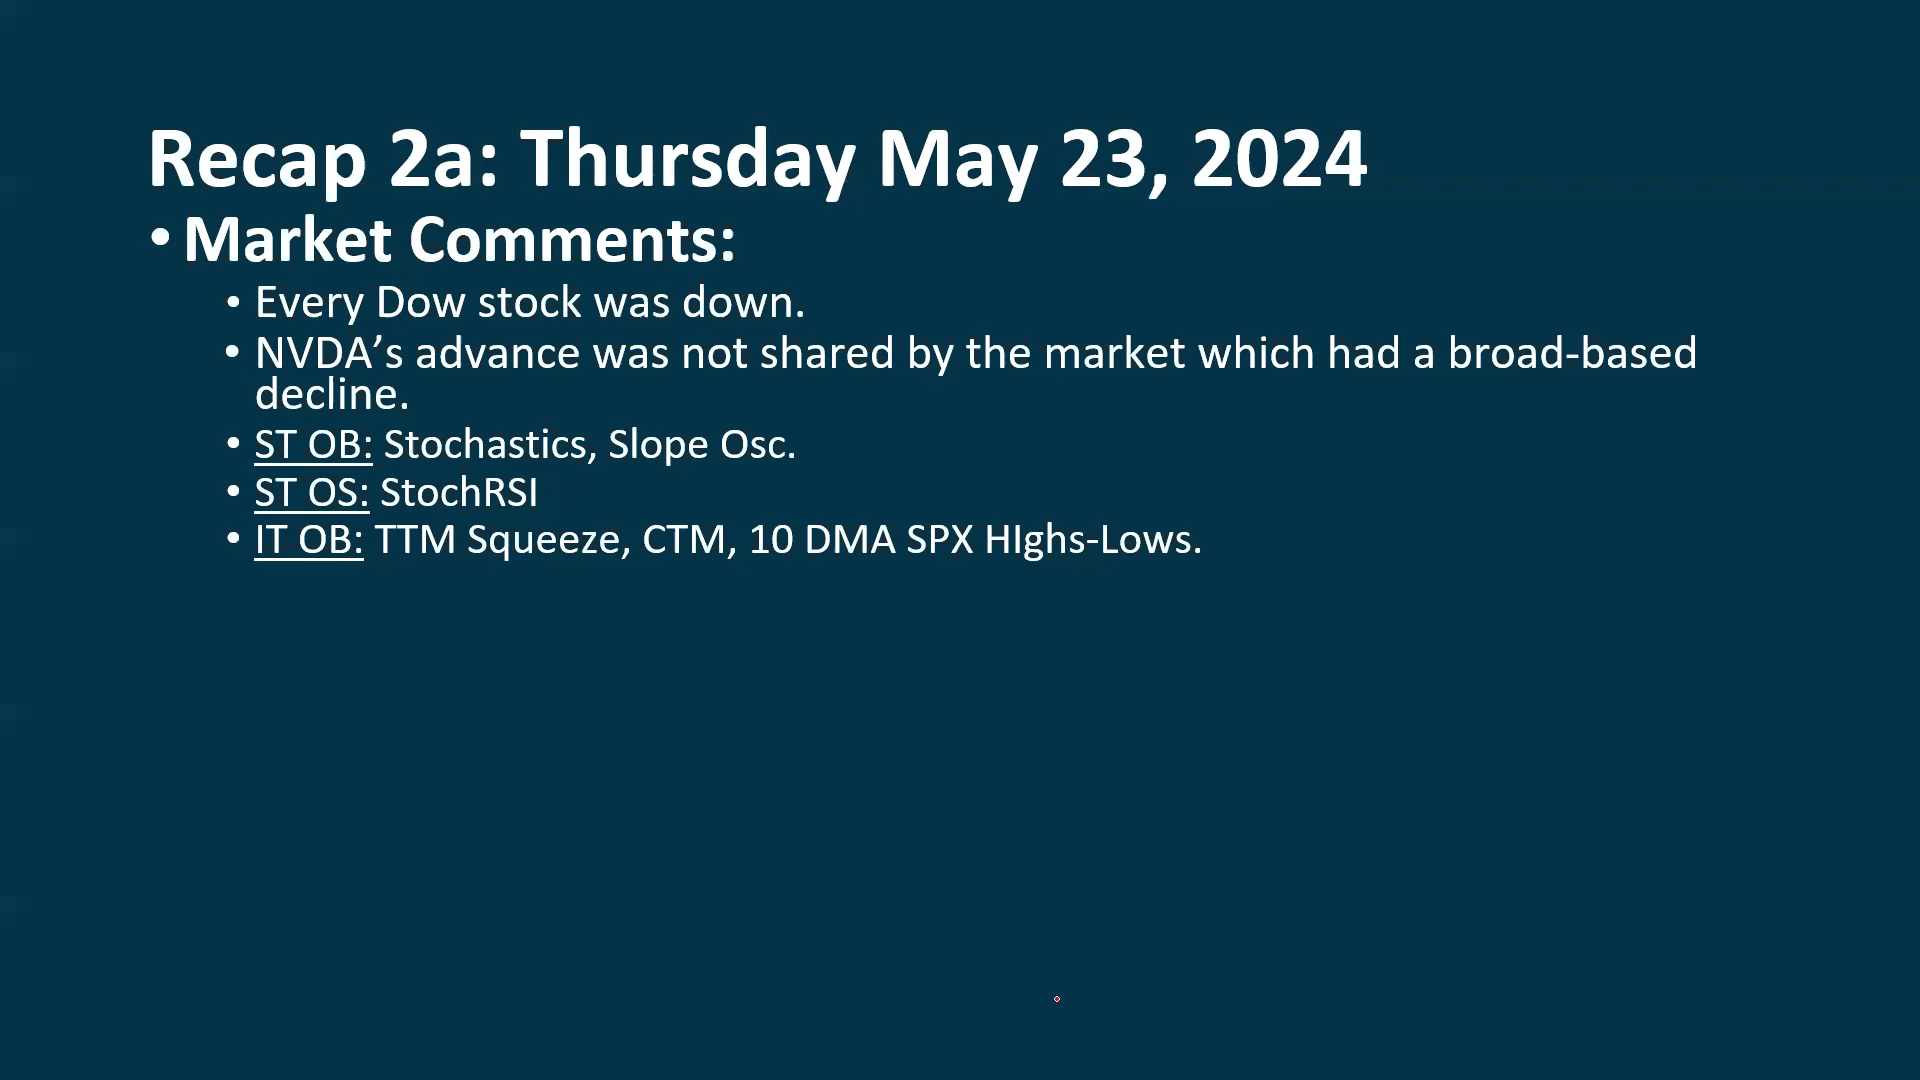 Recap 2a: Thursday May 23, 2024
• Market Comments:
• Every Dow stock was down.
• NVDA’s advance was not shared by the market which had a broad-based
decline.
• ST OB: Stochastics, Slope Osc.
• ST OS: StochRSI
• IT OB: TTM Squeeze, CTM, 10 DMA SPX HIghs-Lows.